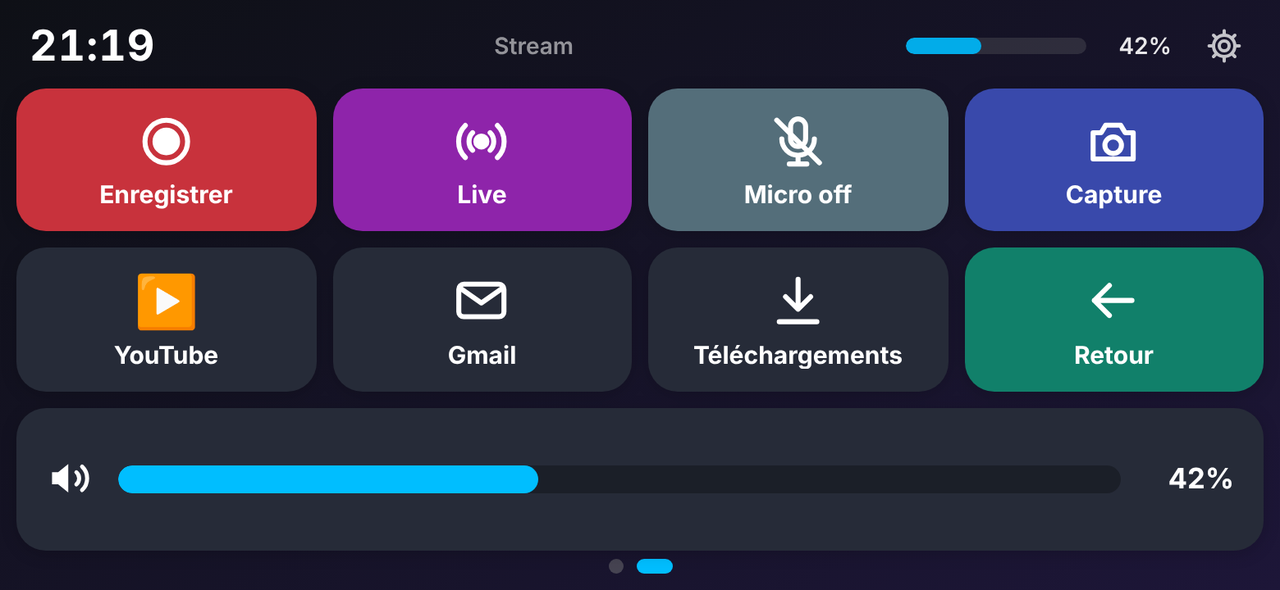 21:19
Stream
42%
Enregistrer
Live
Micro off
Capture
YouTube
Gmail
Téléchargements
Retour
42%